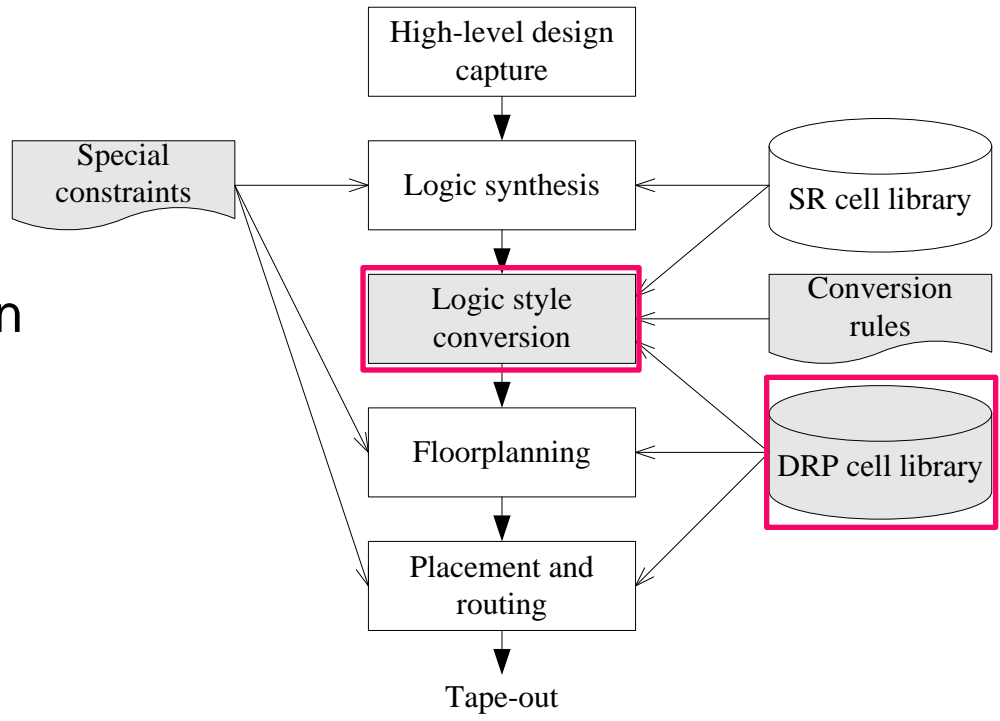 High-level design
capture
Special
constraints
Logic synthesis
SR cell library
n
Logic style
conversion
Conversion
rules
Floorplanning
DRP cell library
Placement and
routing
Tape-out